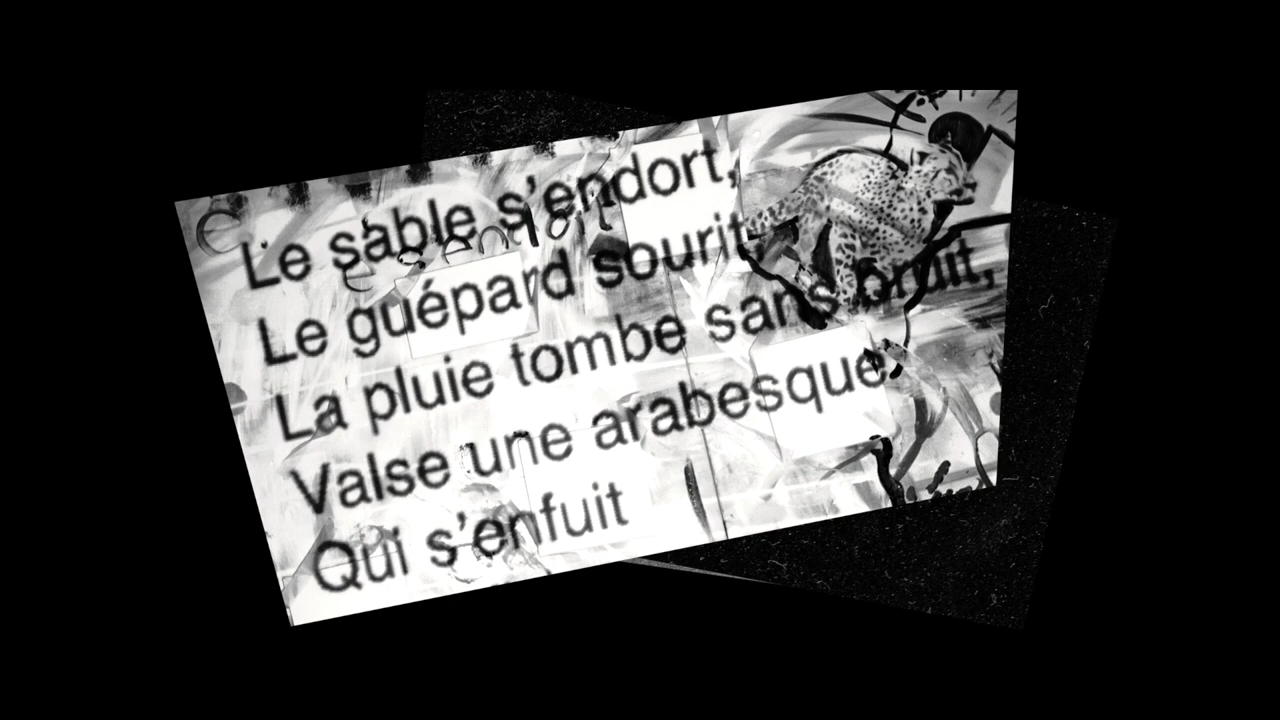 Le sable s'endort,
Le guépard sourit,
La pluie tombe sans bruit,
Valse une arabesque
Qui s'enfuit